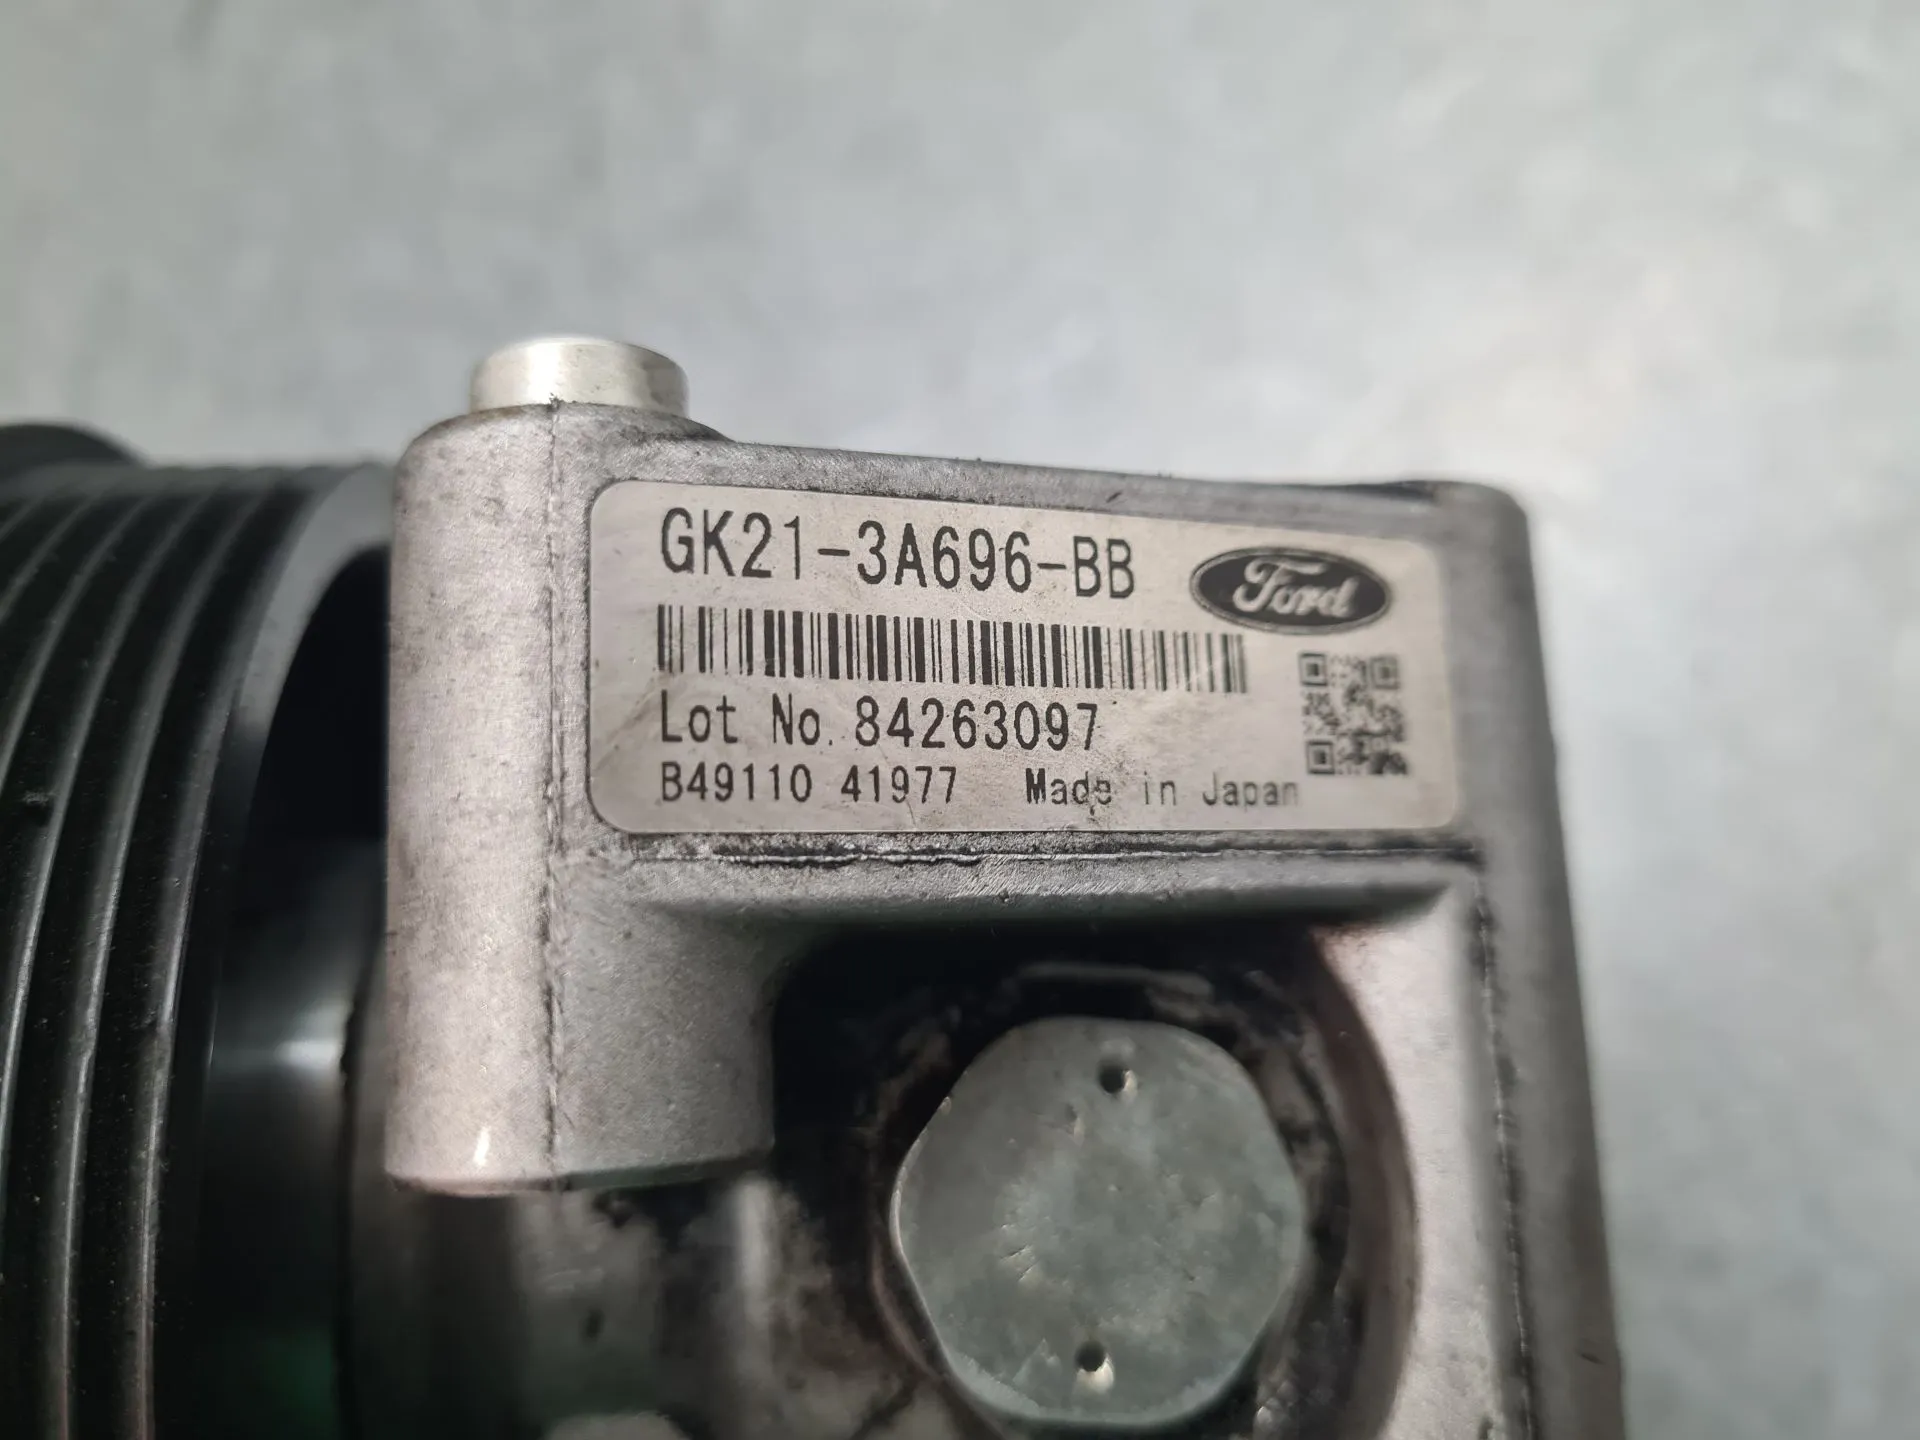 GK21-3A696-BB
Ford
Lot No. 84263097
B49110 41977 Made in Japan